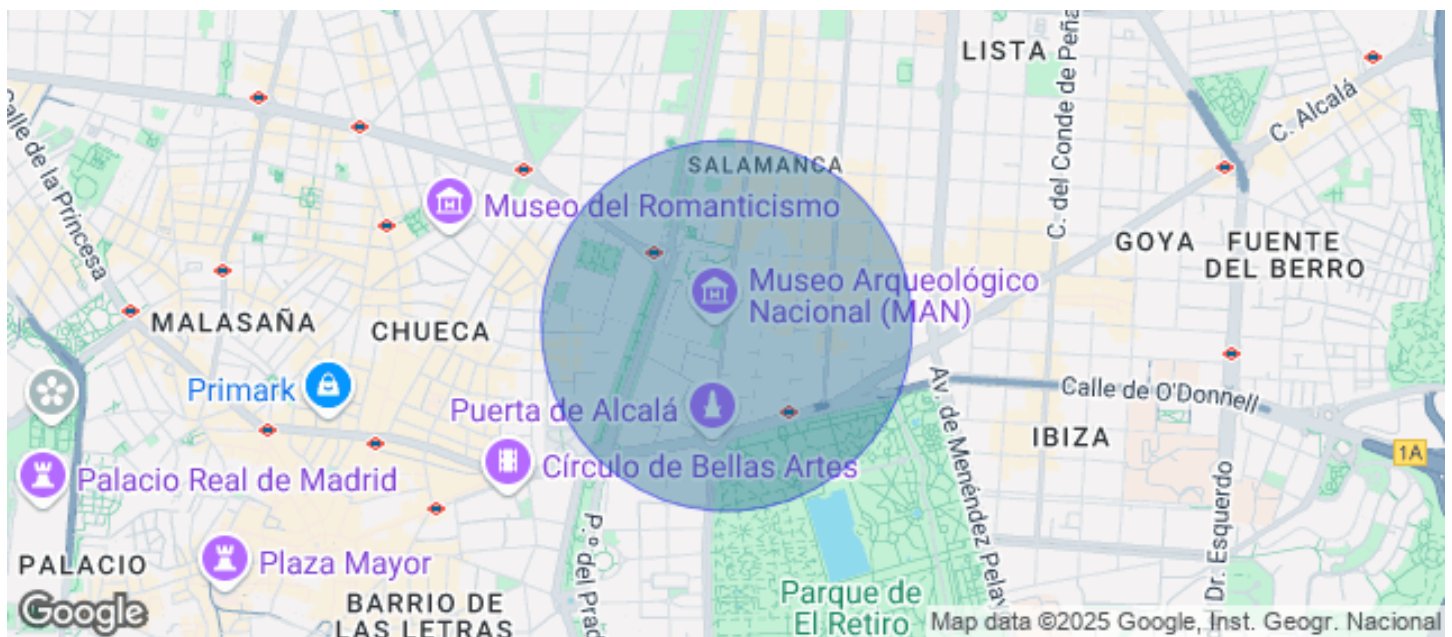 LISTA
C. del Conde de Peña
C. Alcalá
Calle de la Princesa
SALAMANCA
Museo del Romanticismo
GOYA
FUENTE
DEL BERRO
Museo Arqueológico
Nacional (MAN)
MALASAÑA
CHUECA
Primark
Puerta de Alcalá
Av. de Menéndez Pelay
Calle de O'Donnell
IBIZA
1A
Círculo de Bellas Artes
Palacio Real de Madrid
P.º del Prad
Dr. Esquerdo
PALACIO
Plaza Mayor
BARRIO DE
LAS LETRAS
Parque de
El Retiro
Google
Map data ©2025 Google, Inst. Geogr. Nacional